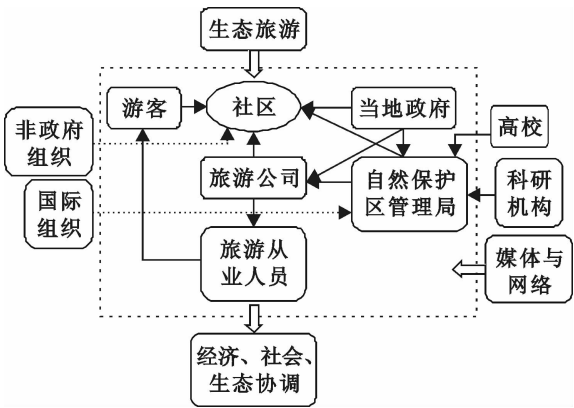 生态旅游
游客
社区
当地政府
非政府
组织
高校
旅游公司
自然保护
区管理局
科研
机构
国际
组织
旅游从
业人员
媒体与
网络
经济、社会、
生态协调